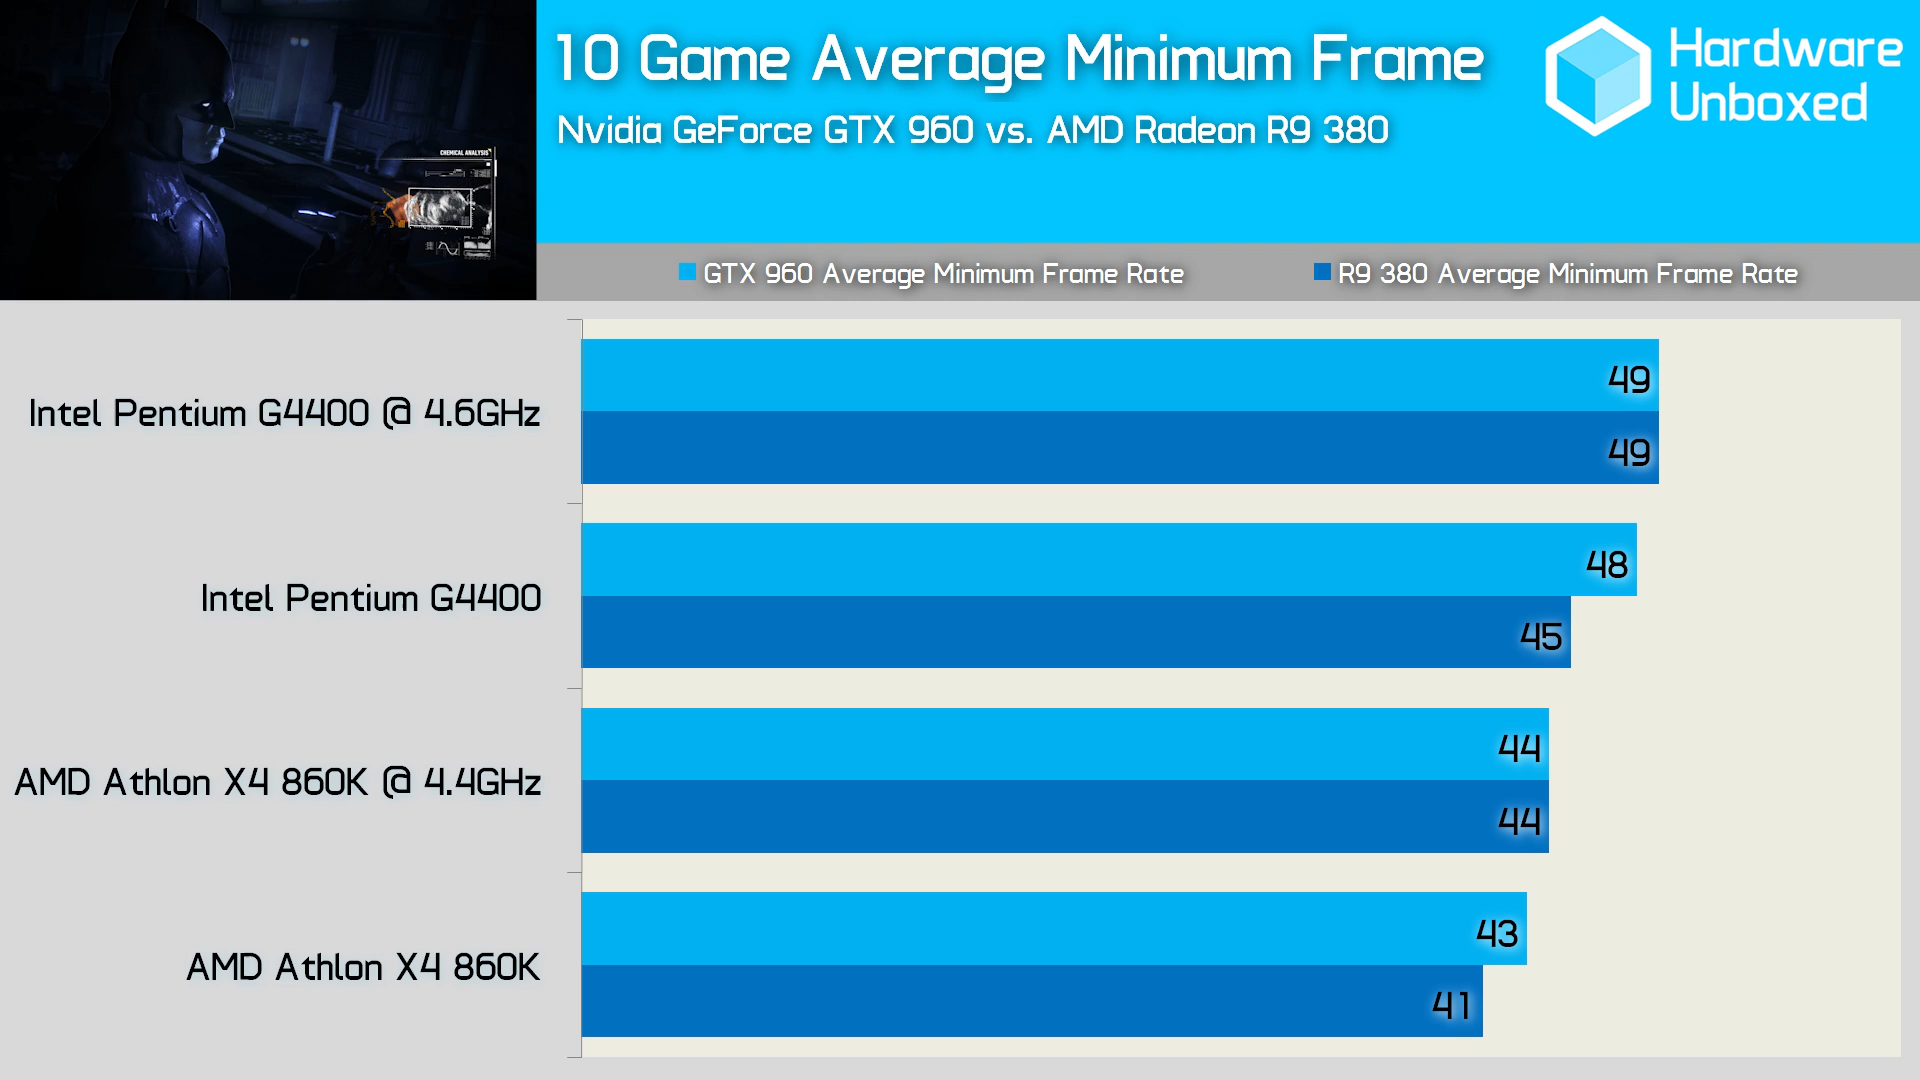 10 Game Average Minimum Frame
Nvidia GeForce GTX 960 vs. AMD Radeon R9 380
Hardware
Unboxed
CHEMICAL ANALYSIS
GTX 960 Average Minimum Frame Rate
R9 380 Average Minimum Frame Rate
Intel Pentium G4400 @ 4.6GHz
49
49
Intel Pentium G4400
48
45
AMD Athlon X4 860K @ 4.4GHz
44
44
AMD Athlon X4 860K
43
41